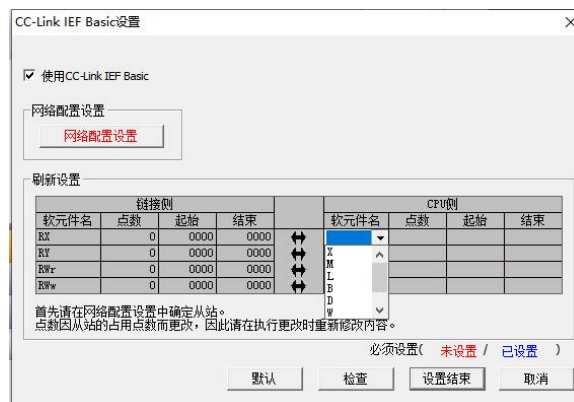 CC-Link IEF Basic设置
使用CC-Link IEF Basic
网络配置设置
网络配置设置
刷新设置
链接侧 CPU侧
软元件名 点数 起始 结束 软元件名 点数 起始 结束
RX 0 0000 0000
RY 0 0000 0000
RWr 0 0000 0000
RWw 0 0000 0000
X
M
L
B
D
W
首先请在网络配置设置中确定从站。
点数因从站的占用点数而更改，因此请在执行更改时重新修改内容。
必须设置( 未设置 / 已设置 )
默认 检查 设置结束 取消